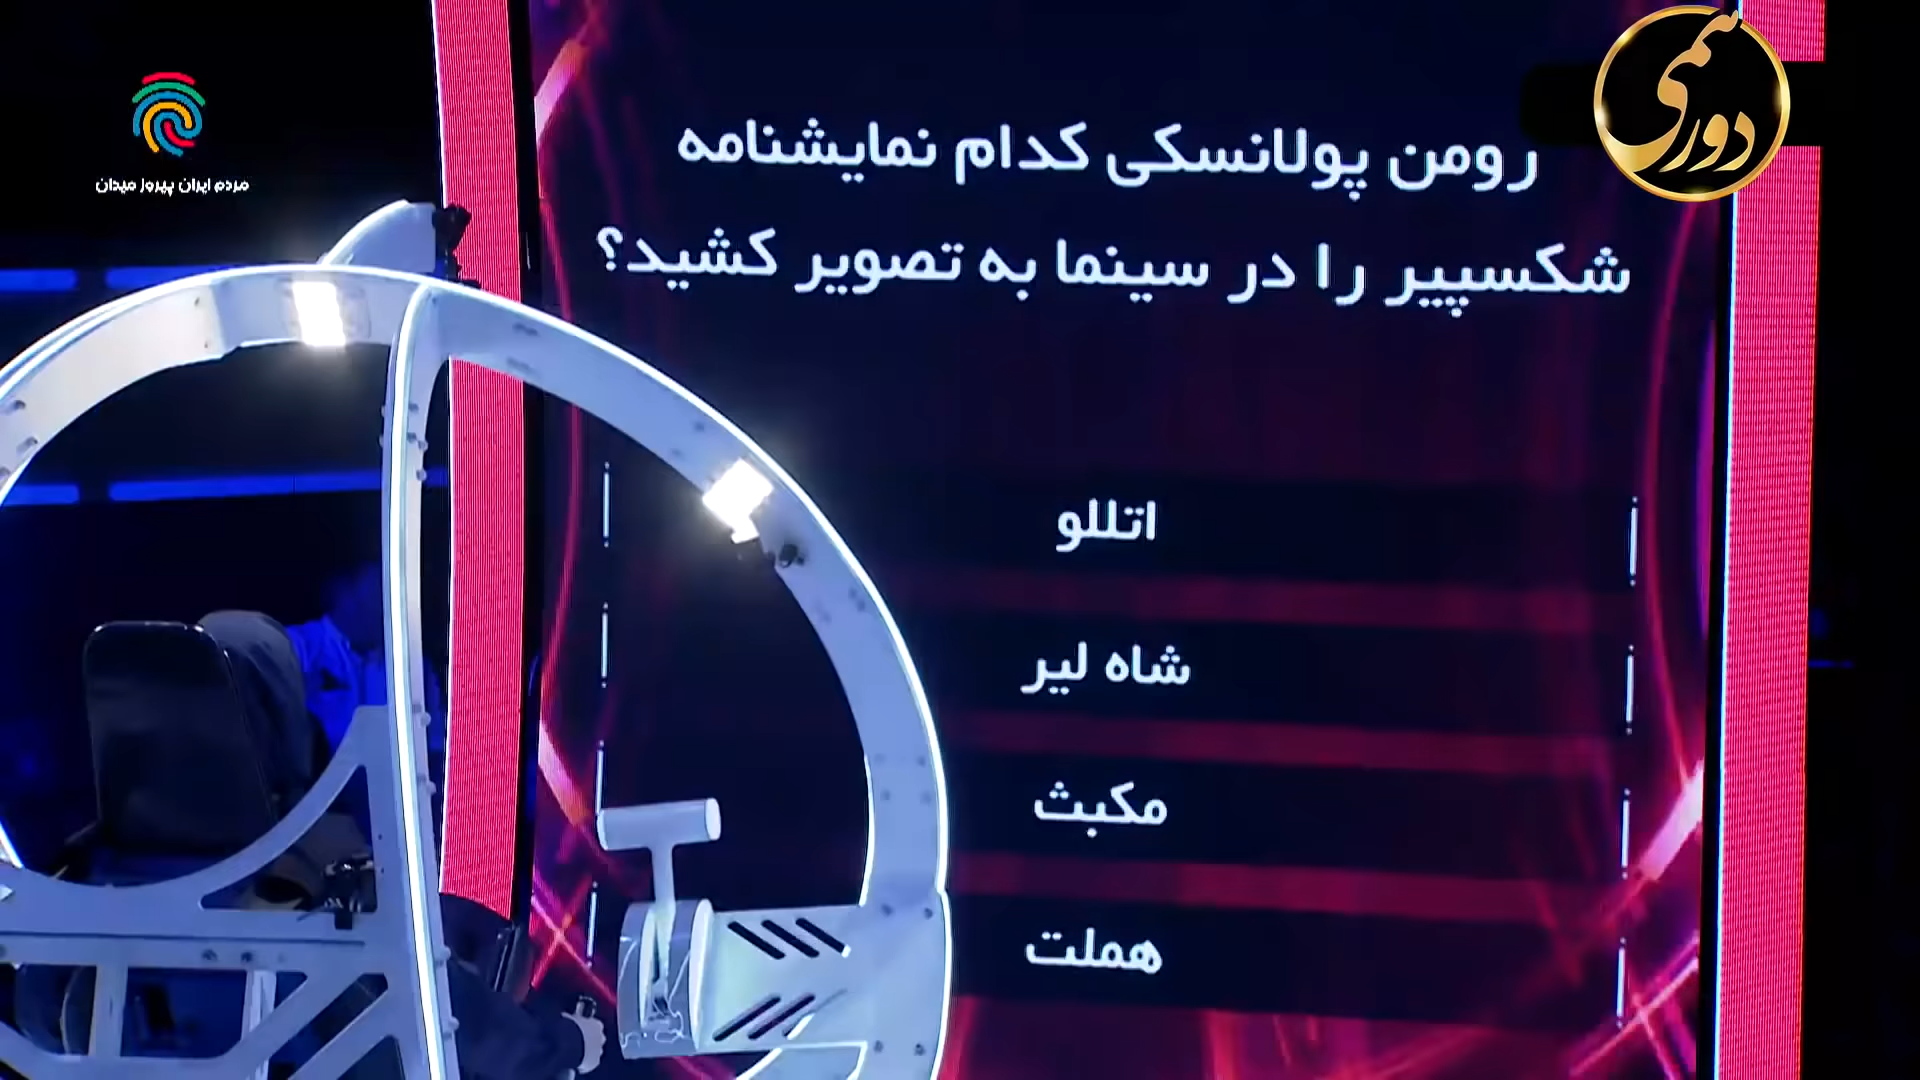 دورهمی
مردم ایران پیروز میدان
رومن پولانسکی کدام نمایشنامه
شکسپیر را در سینما به تصویر کشید؟
اتللو
شاه لیر
مکبث
هملت